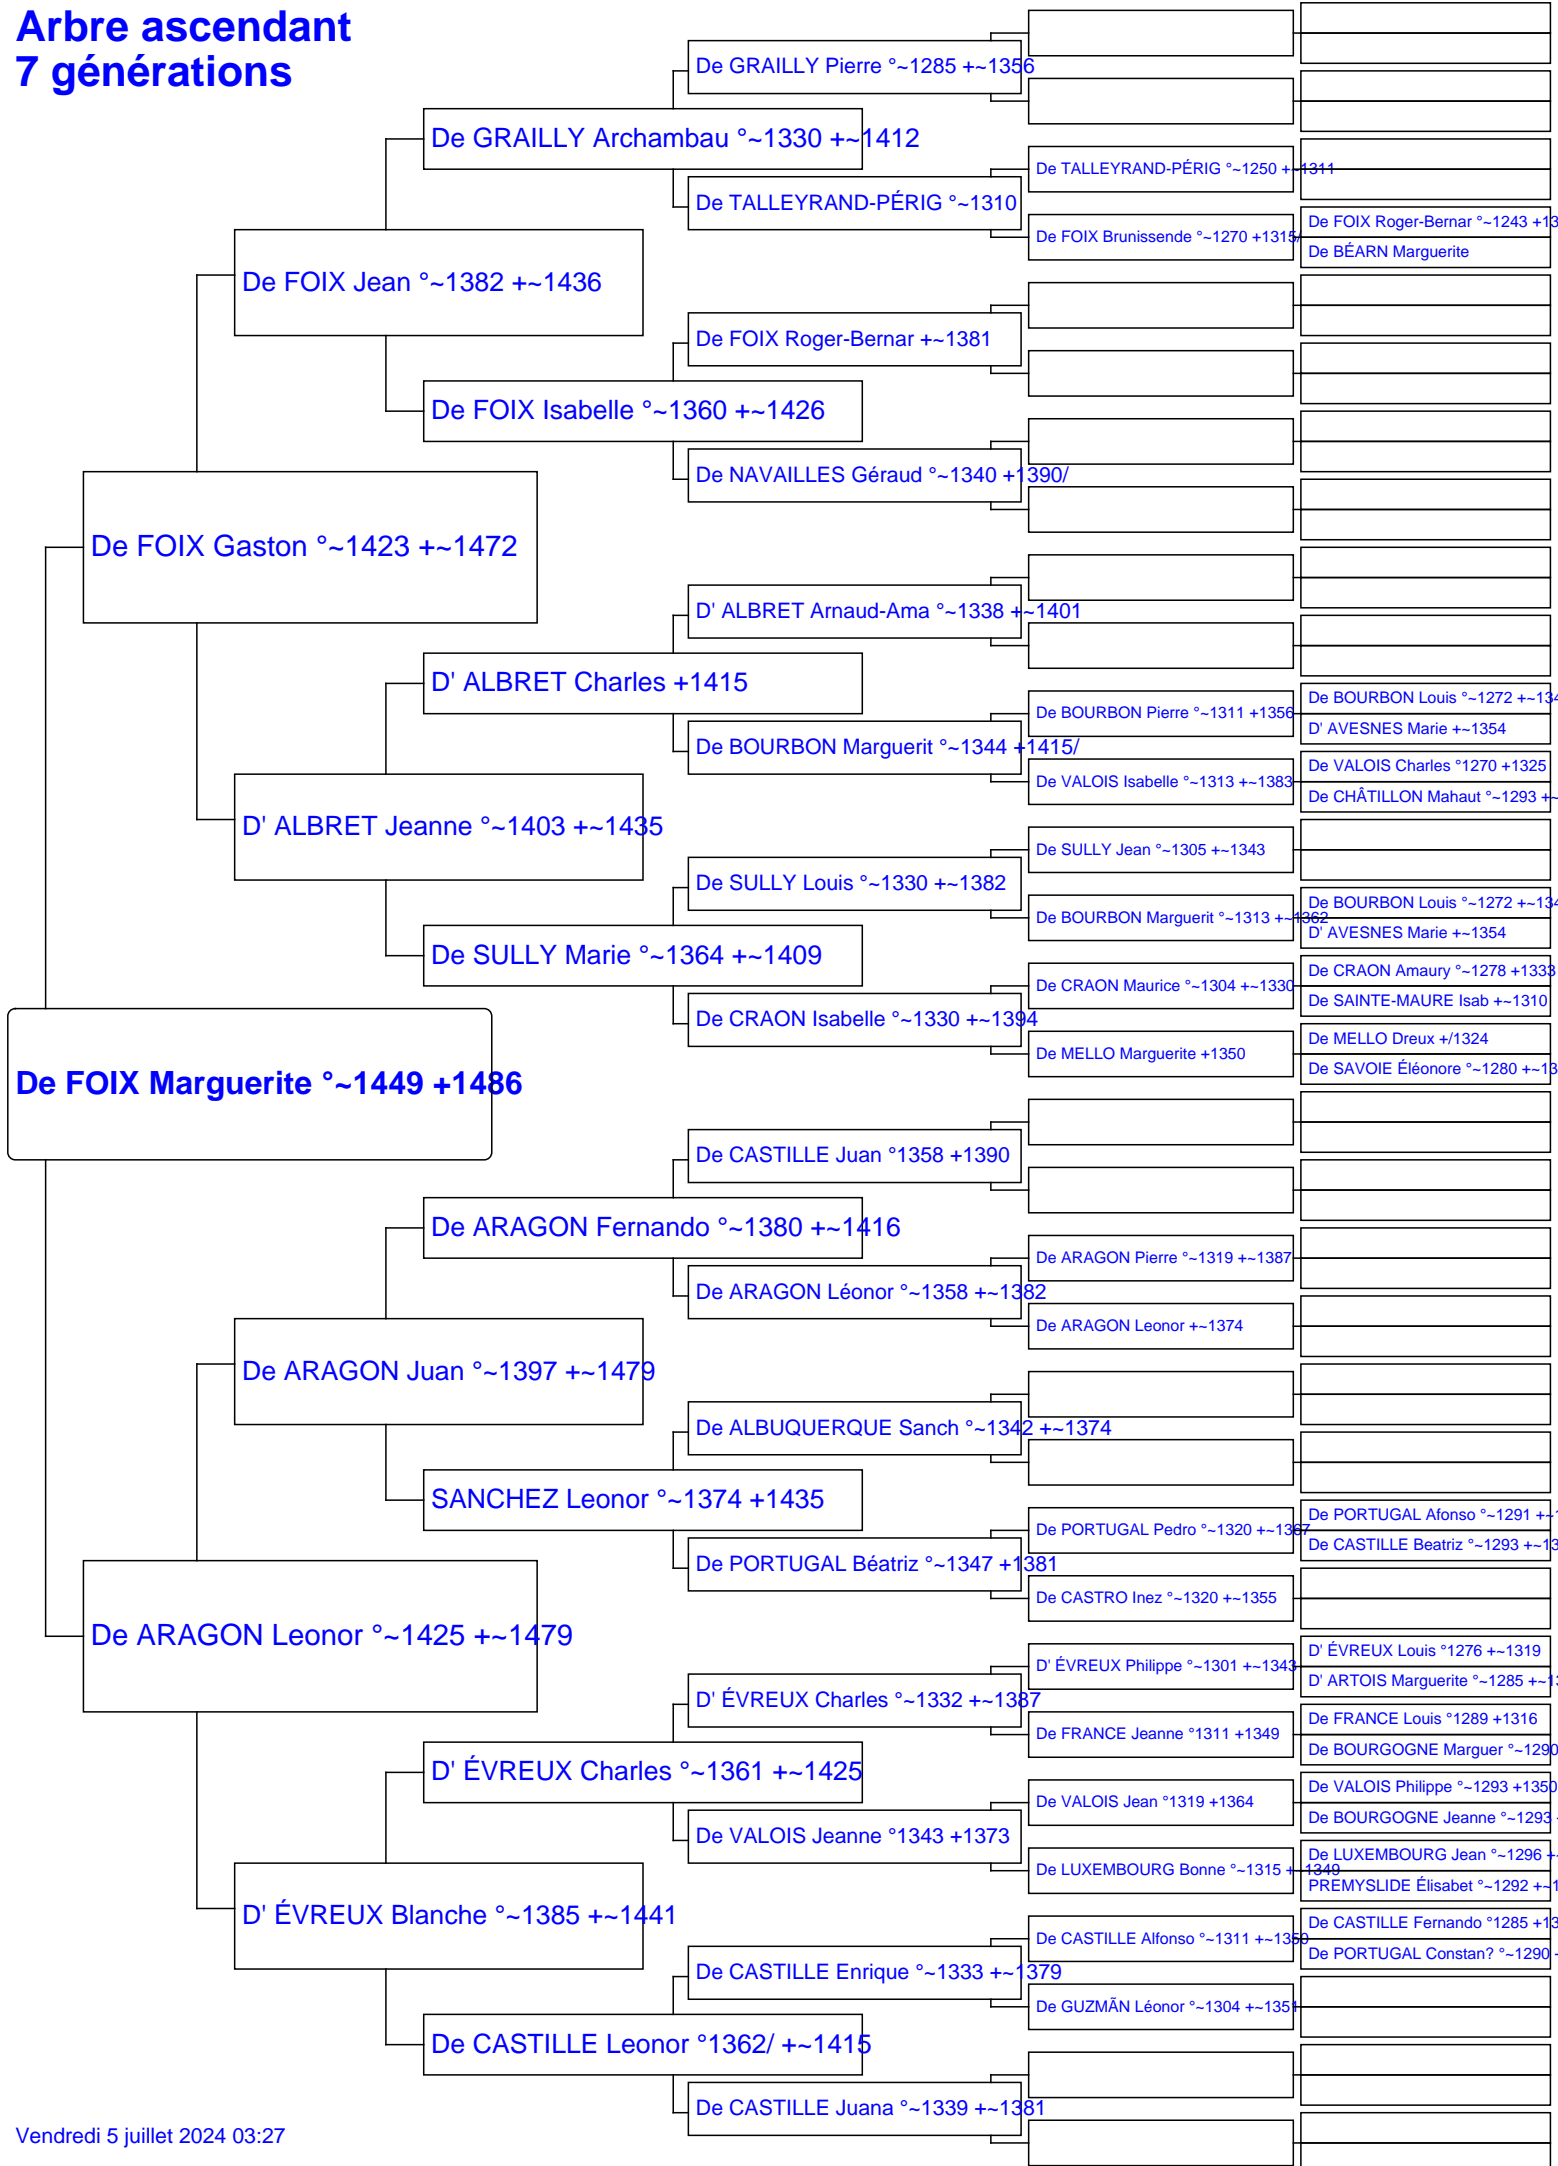 Arbre ascendant
7 générations
De GRAILLY Pierre °~1285 +~1356
De GRAILLY Archambau °~1330 +~1412
De TALLEYRAND-PÉRIG °~1250 +~1311
De TALLEYRAND-PÉRIG °~1310
De FOIX Roger-Bernar °~1243 +13
De FOIX Brunissende °~1270 +1315/
De BÉARN Marguerite
De FOIX Jean °~1382 +~1436
De FOIX Roger-Bernar +~1381
De FOIX Isabelle °~1360 +~1426
De NAVAILLES Géraud °~1340 +1390/
De FOIX Gaston °~1423 +~1472
D' ALBRET Arnaud-Ama °~1338 +~1401
D' ALBRET Charles +1415
De BOURBON Louis °~1272 +~134
De BOURBON Pierre °~1311 +1356
D' AVESNES Marie +~1354
De BOURBON Marguerit °~1344 +1415/
De VALOIS Charles °1270 +1325
De VALOIS Isabelle °~1313 +~1383
De CHÂTILLON Mahaut °~1293 +~
D' ALBRET Jeanne °~1403 +~1435
De SULLY Jean °~1305 +~1343
De SULLY Louis °~1330 +~1382
De BOURBON Louis °~1272 +~134
De BOURBON Marguerit °~1313 +~1362
D' AVESNES Marie +~1354
De SULLY Marie °~1364 +~1409
De CRAON Amaury °~1278 +1333
De CRAON Maurice °~1304 +~1330
De SAINTE-MAURE Isab +~1310
De CRAON Isabelle °~1330 +~1394
De MELLO Dreux +/1324
De MELLO Marguerite +1350
De SAVOIE Éléonore °~1280 +~13
De FOIX Marguerite °~1449 +1486
De CASTILLE Juan °1358 +1390
De ARAGON Fernando °~1380 +~1416
De ARAGON Pierre °~1319 +~1387
De ARAGON Léonor °~1358 +~1382
De ARAGON Leonor +~1374
De ARAGON Juan °~1397 +~1479
De ALBUQUERQUE Sanch °~1342 +~1374
SANCHEZ Leonor °~1374 +1435
De PORTUGAL Afonso °~1291 +~1
De PORTUGAL Pedro °~1320 +~1367
De CASTILLE Beatriz °~1293 +~13
De PORTUGAL Béatriz °~1347 +1381
De CASTRO Inez °~1320 +~1355
De ARAGON Leonor °~1425 +~1479
D' ÉVREUX Louis °1276 +~1319
D' ÉVREUX Philippe °~1301 +~1343
D' ARTOIS Marguerite °~1285 +~13
D' ÉVREUX Charles °~1332 +~1387
De FRANCE Louis °1289 +1316
De FRANCE Jeanne °1311 +1349
De BOURGOGNE Marguer °~1290
D' ÉVREUX Charles °~1361 +~1425
De VALOIS Philippe °~1293 +1350
De VALOIS Jean °1319 +1364
De BOURGOGNE Jeanne °~1293 +
De VALOIS Jeanne °1343 +1373
De LUXEMBOURG Jean °~1296 +~
De LUXEMBOURG Bonne °~1315 +~1349
PREMYSLIDE Élisabet °~1292 +~1
D' ÉVREUX Blanche °~1385 +~1441
De CASTILLE Fernando °1285 +13
De CASTILLE Alfonso °~1311 +~1350
De PORTUGAL Constan? °~1290 +
De CASTILLE Enrique °~1333 +~1379
De GUZMÃN Léonor °~1304 +~1351
De CASTILLE Leonor °1362/ +~1415
De CASTILLE Juana °~1339 +~1381
Vendredi 5 juillet 2024 03:27